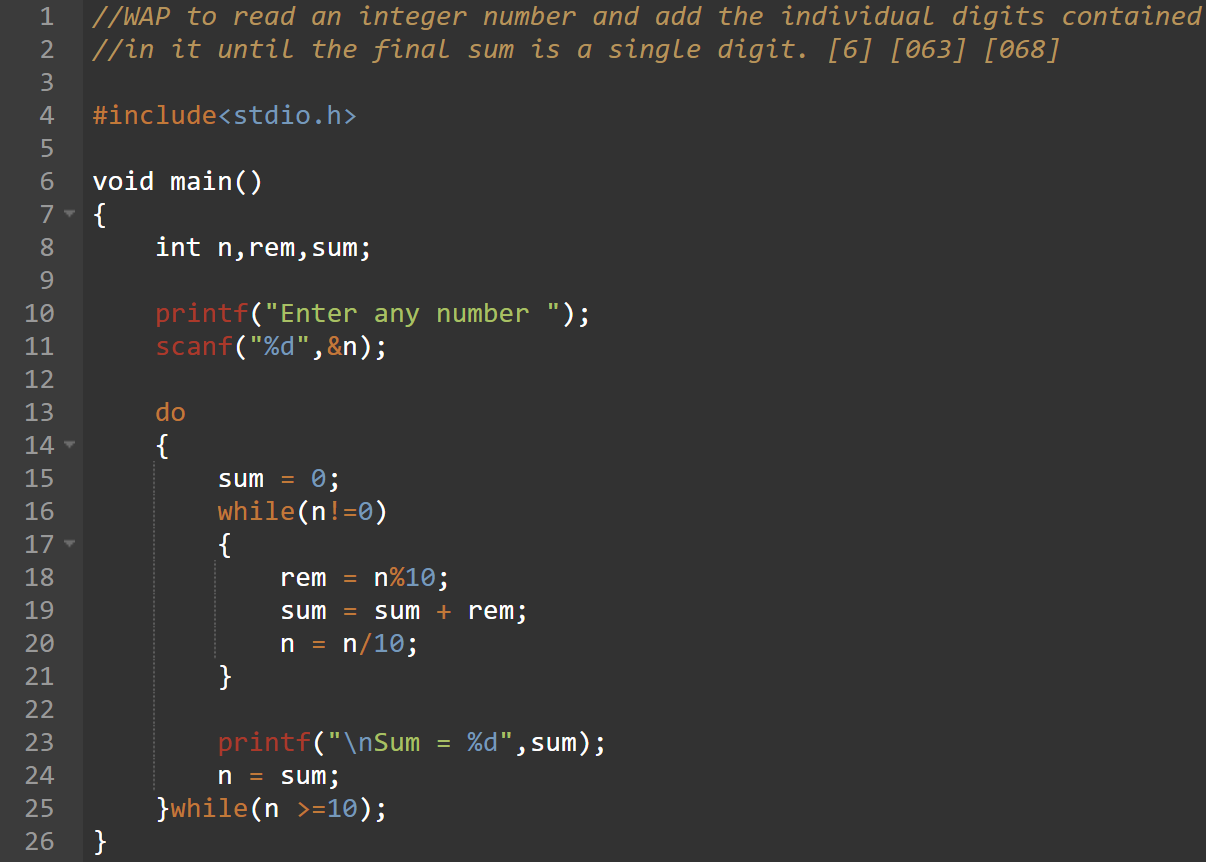 1 //WAP to read an integer number and add the individual digits contained
2 //in it until the final sum is a single digit. [6] [063] [068]
3
4 #include<stdio.h>
5
6 void main()
7 {
8     int n,rem,sum;
9
10     printf("Enter any number ");
11     scanf("%d",&n);
12
13     do
14     {
15         sum = 0;
16         while(n!=0)
17         {
18             rem = n%10;
19             sum = sum + rem;
20             n = n/10;
21         }
22
23         printf("\nSum = %d",sum);
24         n = sum;
25     }while(n >=10);
26 }